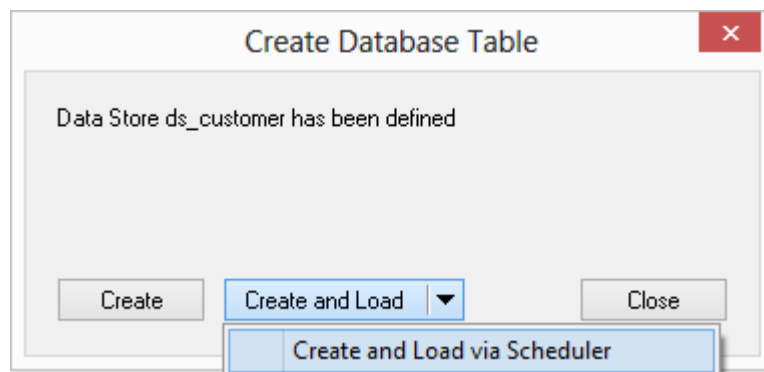 Create Database Table
Data Store ds_customer has been defined
Create Create and Load Close
Create and Load via Scheduler